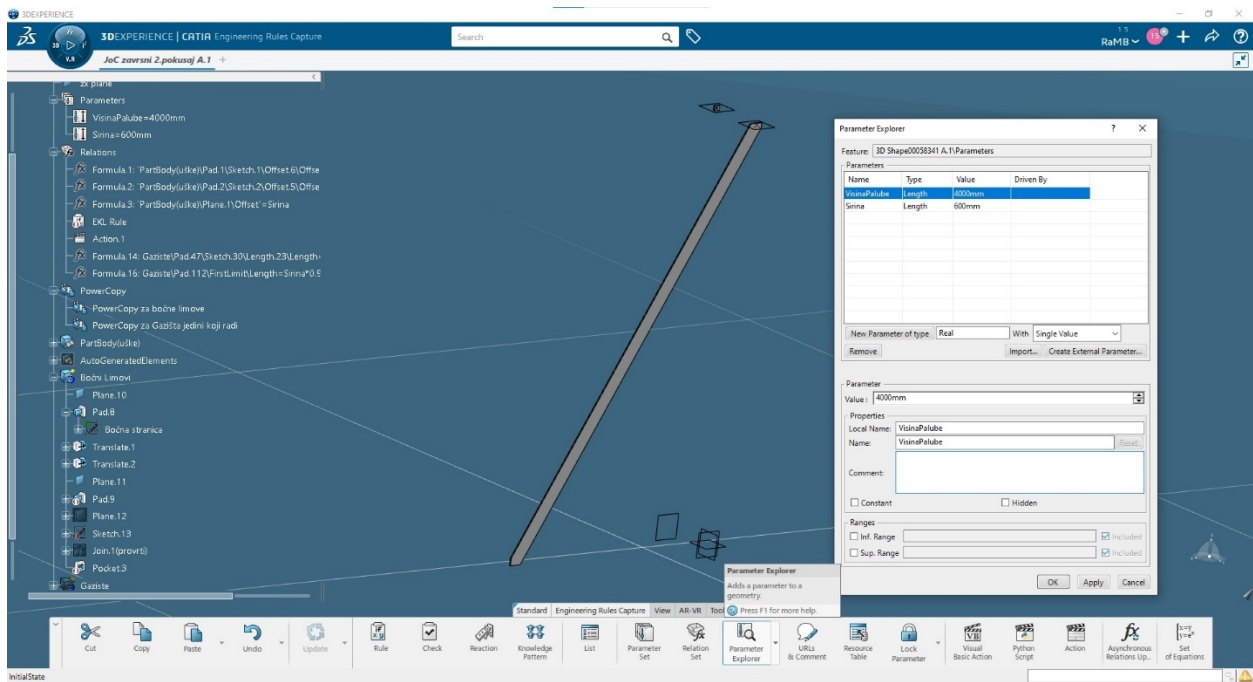 3DEXPERIENCE
3DEXPERIENCE | CATIA Engineering Rules Capture
Search
1 5
RaMB
V.R
JoC zavrsni 2.pokusaj A.1
zx plane
Parameters
VisinaPalube=4000mm
Sirina=600mm
Relations
Formula.1: `PartBody(uške)\Pad.1\Sketch.1\Offset.6\Offse
Formula.2: `PartBody(uške)\Pad.2\Sketch.2\Offset.5\Offse
Formula.3: `PartBody(uške)\Plane.1\Offset`=Sirina
EKL Rule
Action.1
Formula.14: Gaziste\Pad.47\Sketch.30\Length.23\Length
Formula.16: Gaziste\Pad.112\FirstLimit\Length=Sirina*0.9
PowerCopy
PowerCopy za bočne limove
PowerCopy za Gazišta jedini koji radi
PartBody(uške)
AutoGeneratedElements
Bočni Limovi
Plane.10
Pad.8
Bočna stranica
Translate.1
Translate.2
Plane.11
Pad.9
Plane.12
Sketch.13
Join.1(provrti)
Pocket.3
Gaziste
Parameter Explorer
Feature: 3D Shape00058341 A.1\Parameters
Parameters
Name Type Value Driven By
VisinaPalube Length 4000mm
Sirina Length 600mm
New Parameter of type Real With Single Value
Remove Import... Create External Parameter...
Parameter
Value : 4000mm
Properties
Local Name: VisinaPalube
Name: VisinaPalube Reset
Comment:
Constant Hidden
Ranges
Inf. Range Included
Sup. Range Included
OK Apply Cancel
Parameter Explorer
Adds a parameter to a
geometry.
Press F1 for more help.
Standard Engineering Rules Capture View AR-VR Tool
Cut Copy Paste Undo Update Rule Check Reaction Knowledge Pattern List Parameter Set Relation Set Parameter Explorer URLs & Comment Resource Table Lock Parameter Visual Basic Action Python Script Action Asynchronous Relations Up... Set of Equations
InitialState